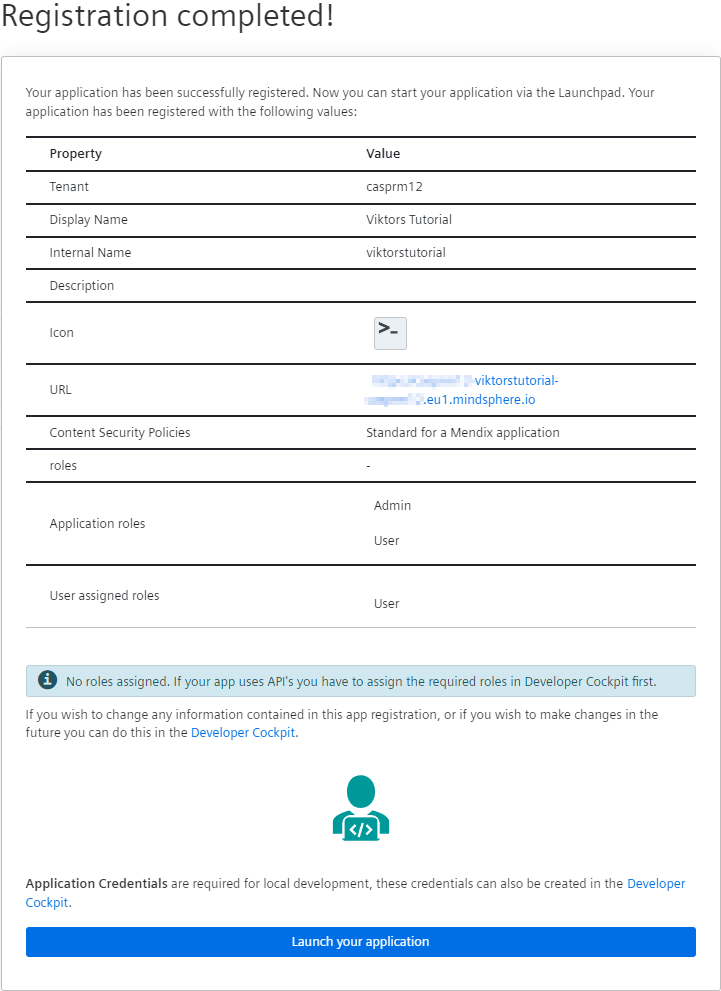 Registration completed!
Your application has been successfully registered. Now you can start your application via the Launchpad. Your
application has been registered with the following values:
Property Value
Tenant casprm12
Display Name Viktors Tutorial
Internal Name viktorstutorial
Description
Icon >_
URL -viktorstutorial-
.eu1.mindsphere.io
Content Security Policies Standard for a Mendix application
roles -
Application roles Admin
User
User assigned roles User
No roles assigned. If your app uses API's you have to assign the required roles in Developer Cockpit first.
If you wish to change any information contained in this app registration, or if you wish to make changes in the
future you can do this in the Developer Cockpit.
</>
Application Credentials are required for local development, these credentials can also be created in the Developer
Cockpit.
Launch your application